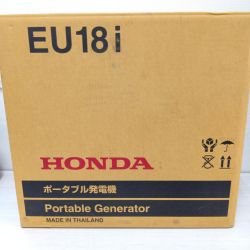 EU18i
HONDA
ポータブル発電機
Portable Generator
MADE IN THAILAND